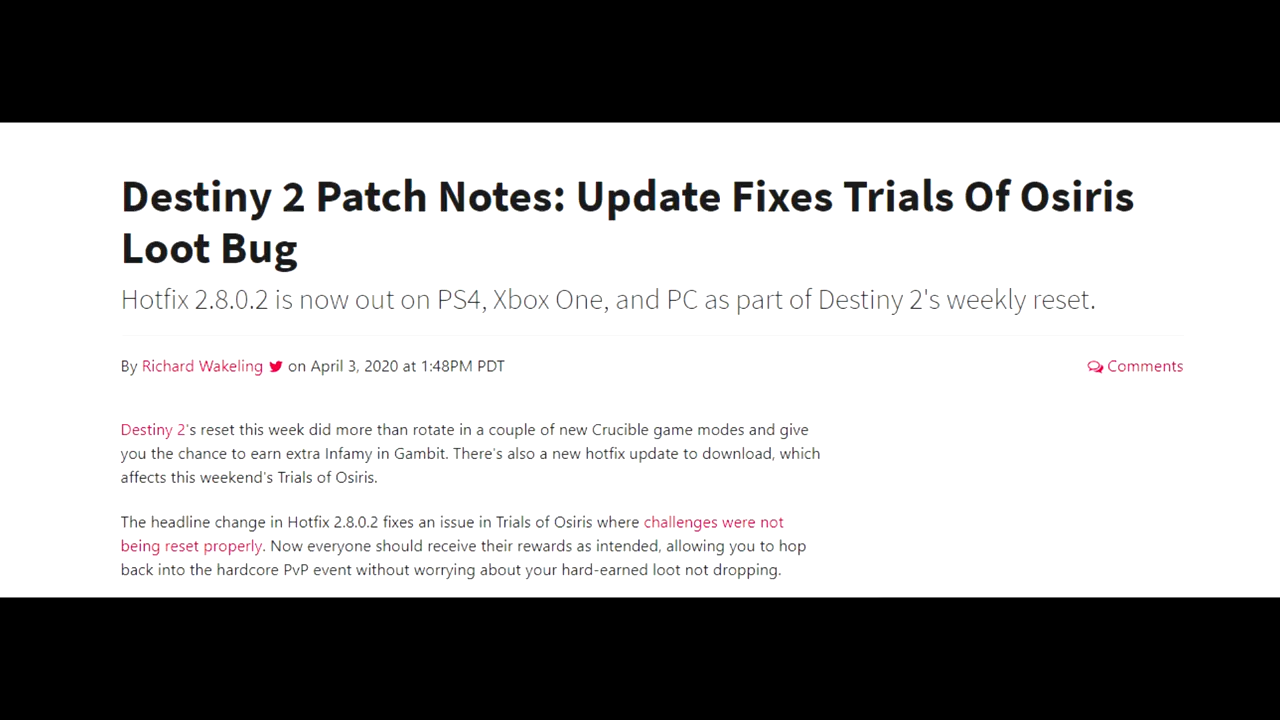 Destiny 2 Patch Notes: Update Fixes Trials Of Osiris
Loot Bug
Hotfix 2.8.0.2 is now out on PS4, Xbox One, and PC as part of Destiny 2's weekly reset.
By Richard Wakeling on April 3, 2020 at 1:48PM PDT
Comments
Destiny 2's reset this week did more than rotate in a couple of new Crucible game modes and give
you the chance to earn extra Infamy in Gambit. There's also a new hotfix update to download, which
affects this weekend's Trials of Osiris.
The headline change in Hotfix 2.8.0.2 fixes an issue in Trials of Osiris where challenges were not
being reset properly. Now everyone should receive their rewards as intended, allowing you to hop
back into the hardcore PvP event without worrying about your hard-earned loot not dropping.